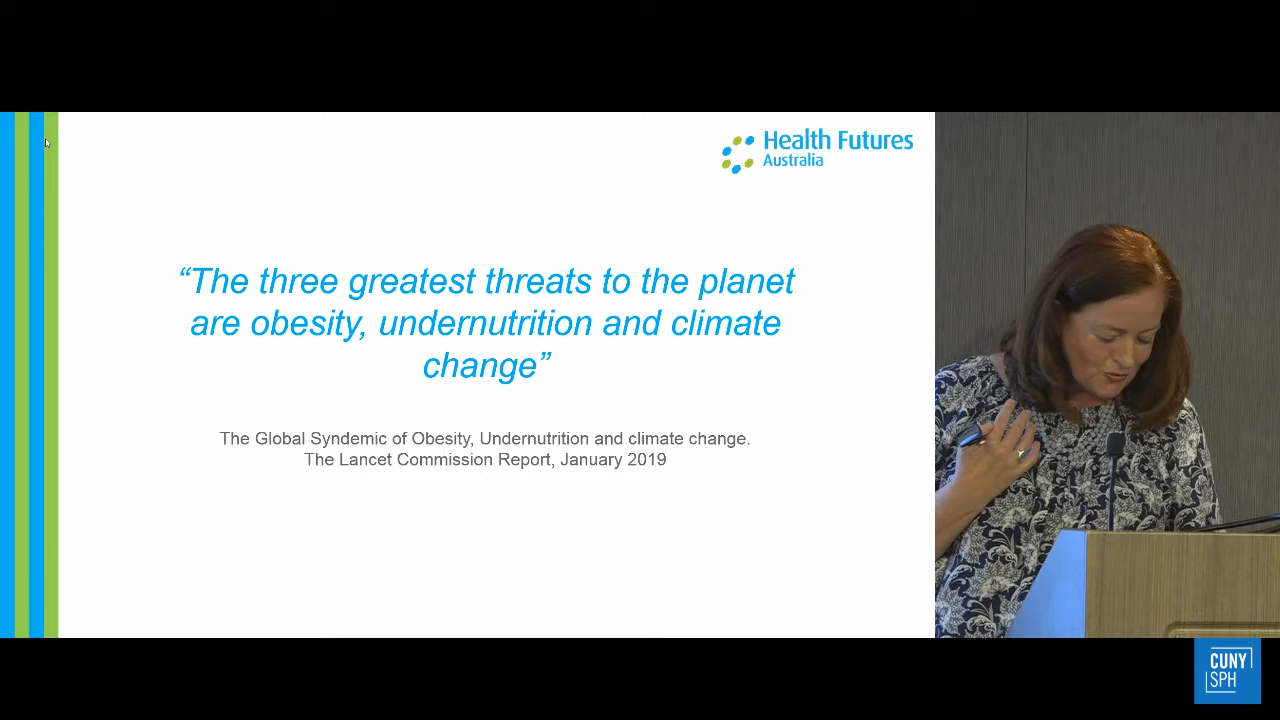 Health Futures
Australia
“The three greatest threats to the planet
are obesity, undernutrition and climate
change”
The Global Syndemic of Obesity, Undernutrition and climate change.
The Lancet Commission Report, January 2019
CUNY
SPH